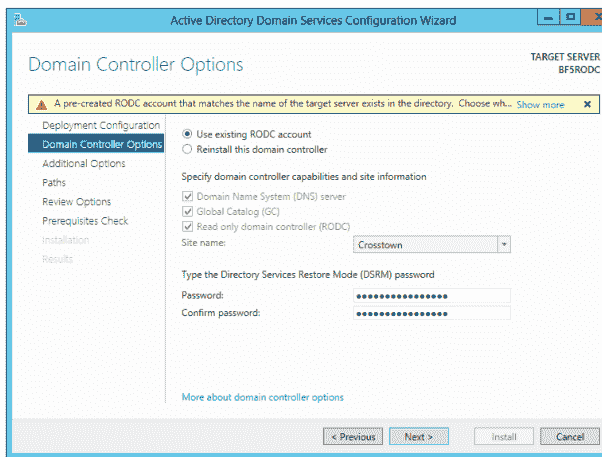 Active Directory Domain Services Configuration Wizard
Domain Controller Options
TARGET SERVER
BFSRODC
A pre-created RODC account that matches the name of the target server exists in the directory. Choose wh... Show more
Deployment Configuration
Domain Controller Options
Additional Options
Paths
Review Options
Prerequisites Check
Installation
Results
Use existing RODC account
Reinstall this domain controller
Specify domain controller capabilities and site information
Domain Name System (DNS) server
Global Catalog (GC)
Read only domain controller (RODC)
Site name: Crosstown
Type the Directory Services Restore Mode (DSRM) password
Password:
Confirm password:
More about domain controller options
< Previous Next > Install Cancel